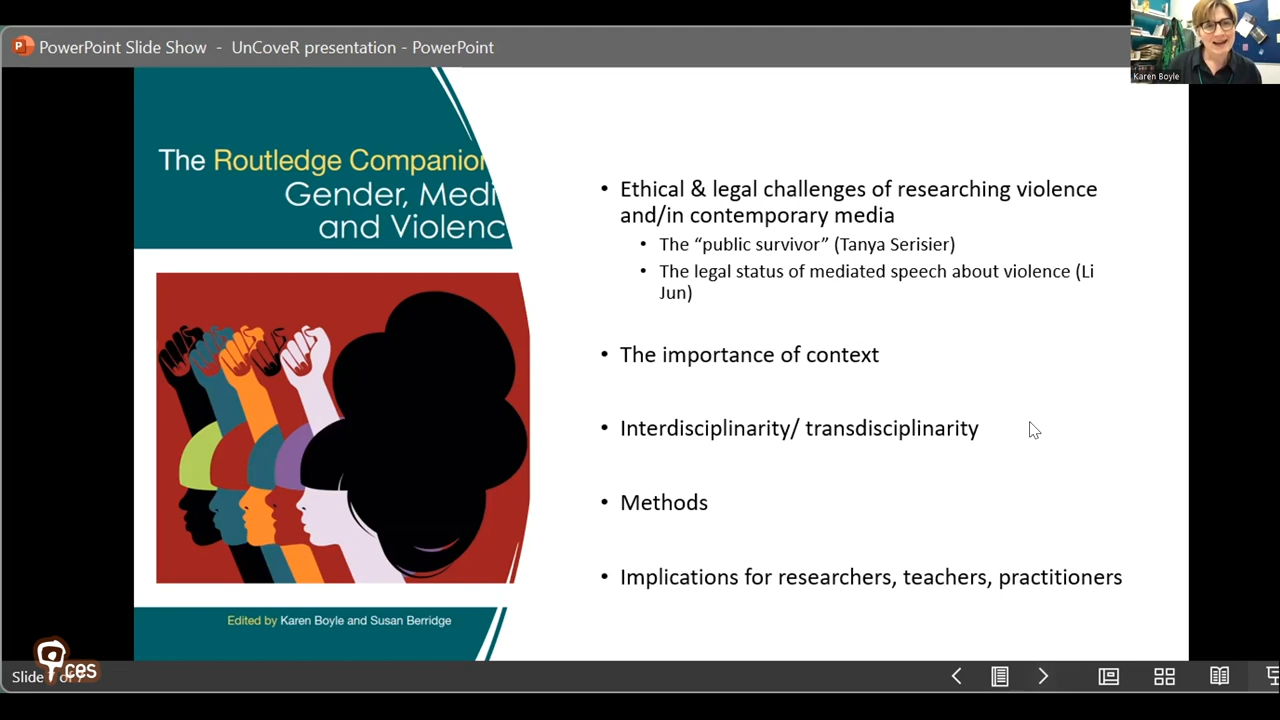 PowerPoint Slide Show - UnCoveR presentation - PowerPoint
Karen Boyle
The Routledge Companion
Gender, Medi
and Violenc
Edited by Karen Boyle and Susan Berridge
• Ethical & legal challenges of researching violence
and/in contemporary media
• The “public survivor” (Tanya Serisier)
• The legal status of mediated speech about violence (Li
Jun)
• The importance of context
• Interdisciplinarity/ transdisciplinarity
• Methods
• Implications for researchers, teachers, practitioners
ces
Slide 7 of 7